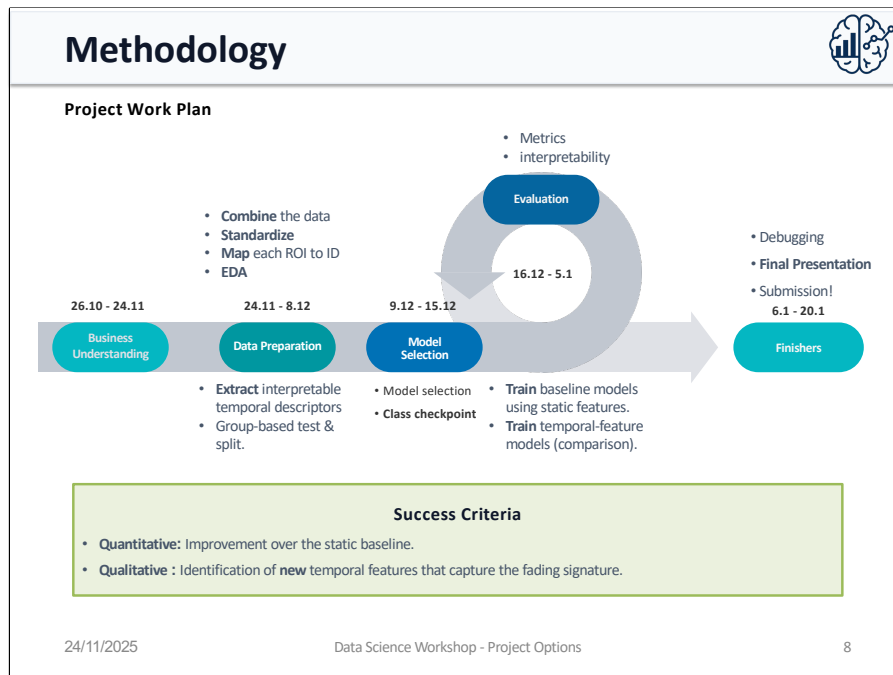 Methodology
Project Work Plan
• Metrics
• interpretability
Evaluation
• Combine the data
• Standardize
• Map each ROI to ID
• EDA
16.12 - 5.1
• Debugging
• Final Presentation
• Submission!
26.10 - 24.11
24.11 - 8.12
9.12 - 15.12
6.1 - 20.1
Business
Understanding
Data Preparation
Model
Selection
Finishers
• Extract interpretable
temporal descriptors
• Group-based test &
split.
• Model selection
• Class checkpoint
• Train baseline models
using static features.
• Train temporal-feature
models (comparison).
Success Criteria
• Quantitative: Improvement over the static baseline.
• Qualitative : Identification of new temporal features that capture the fading signature.
24/11/2025
Data Science Workshop - Project Options
8